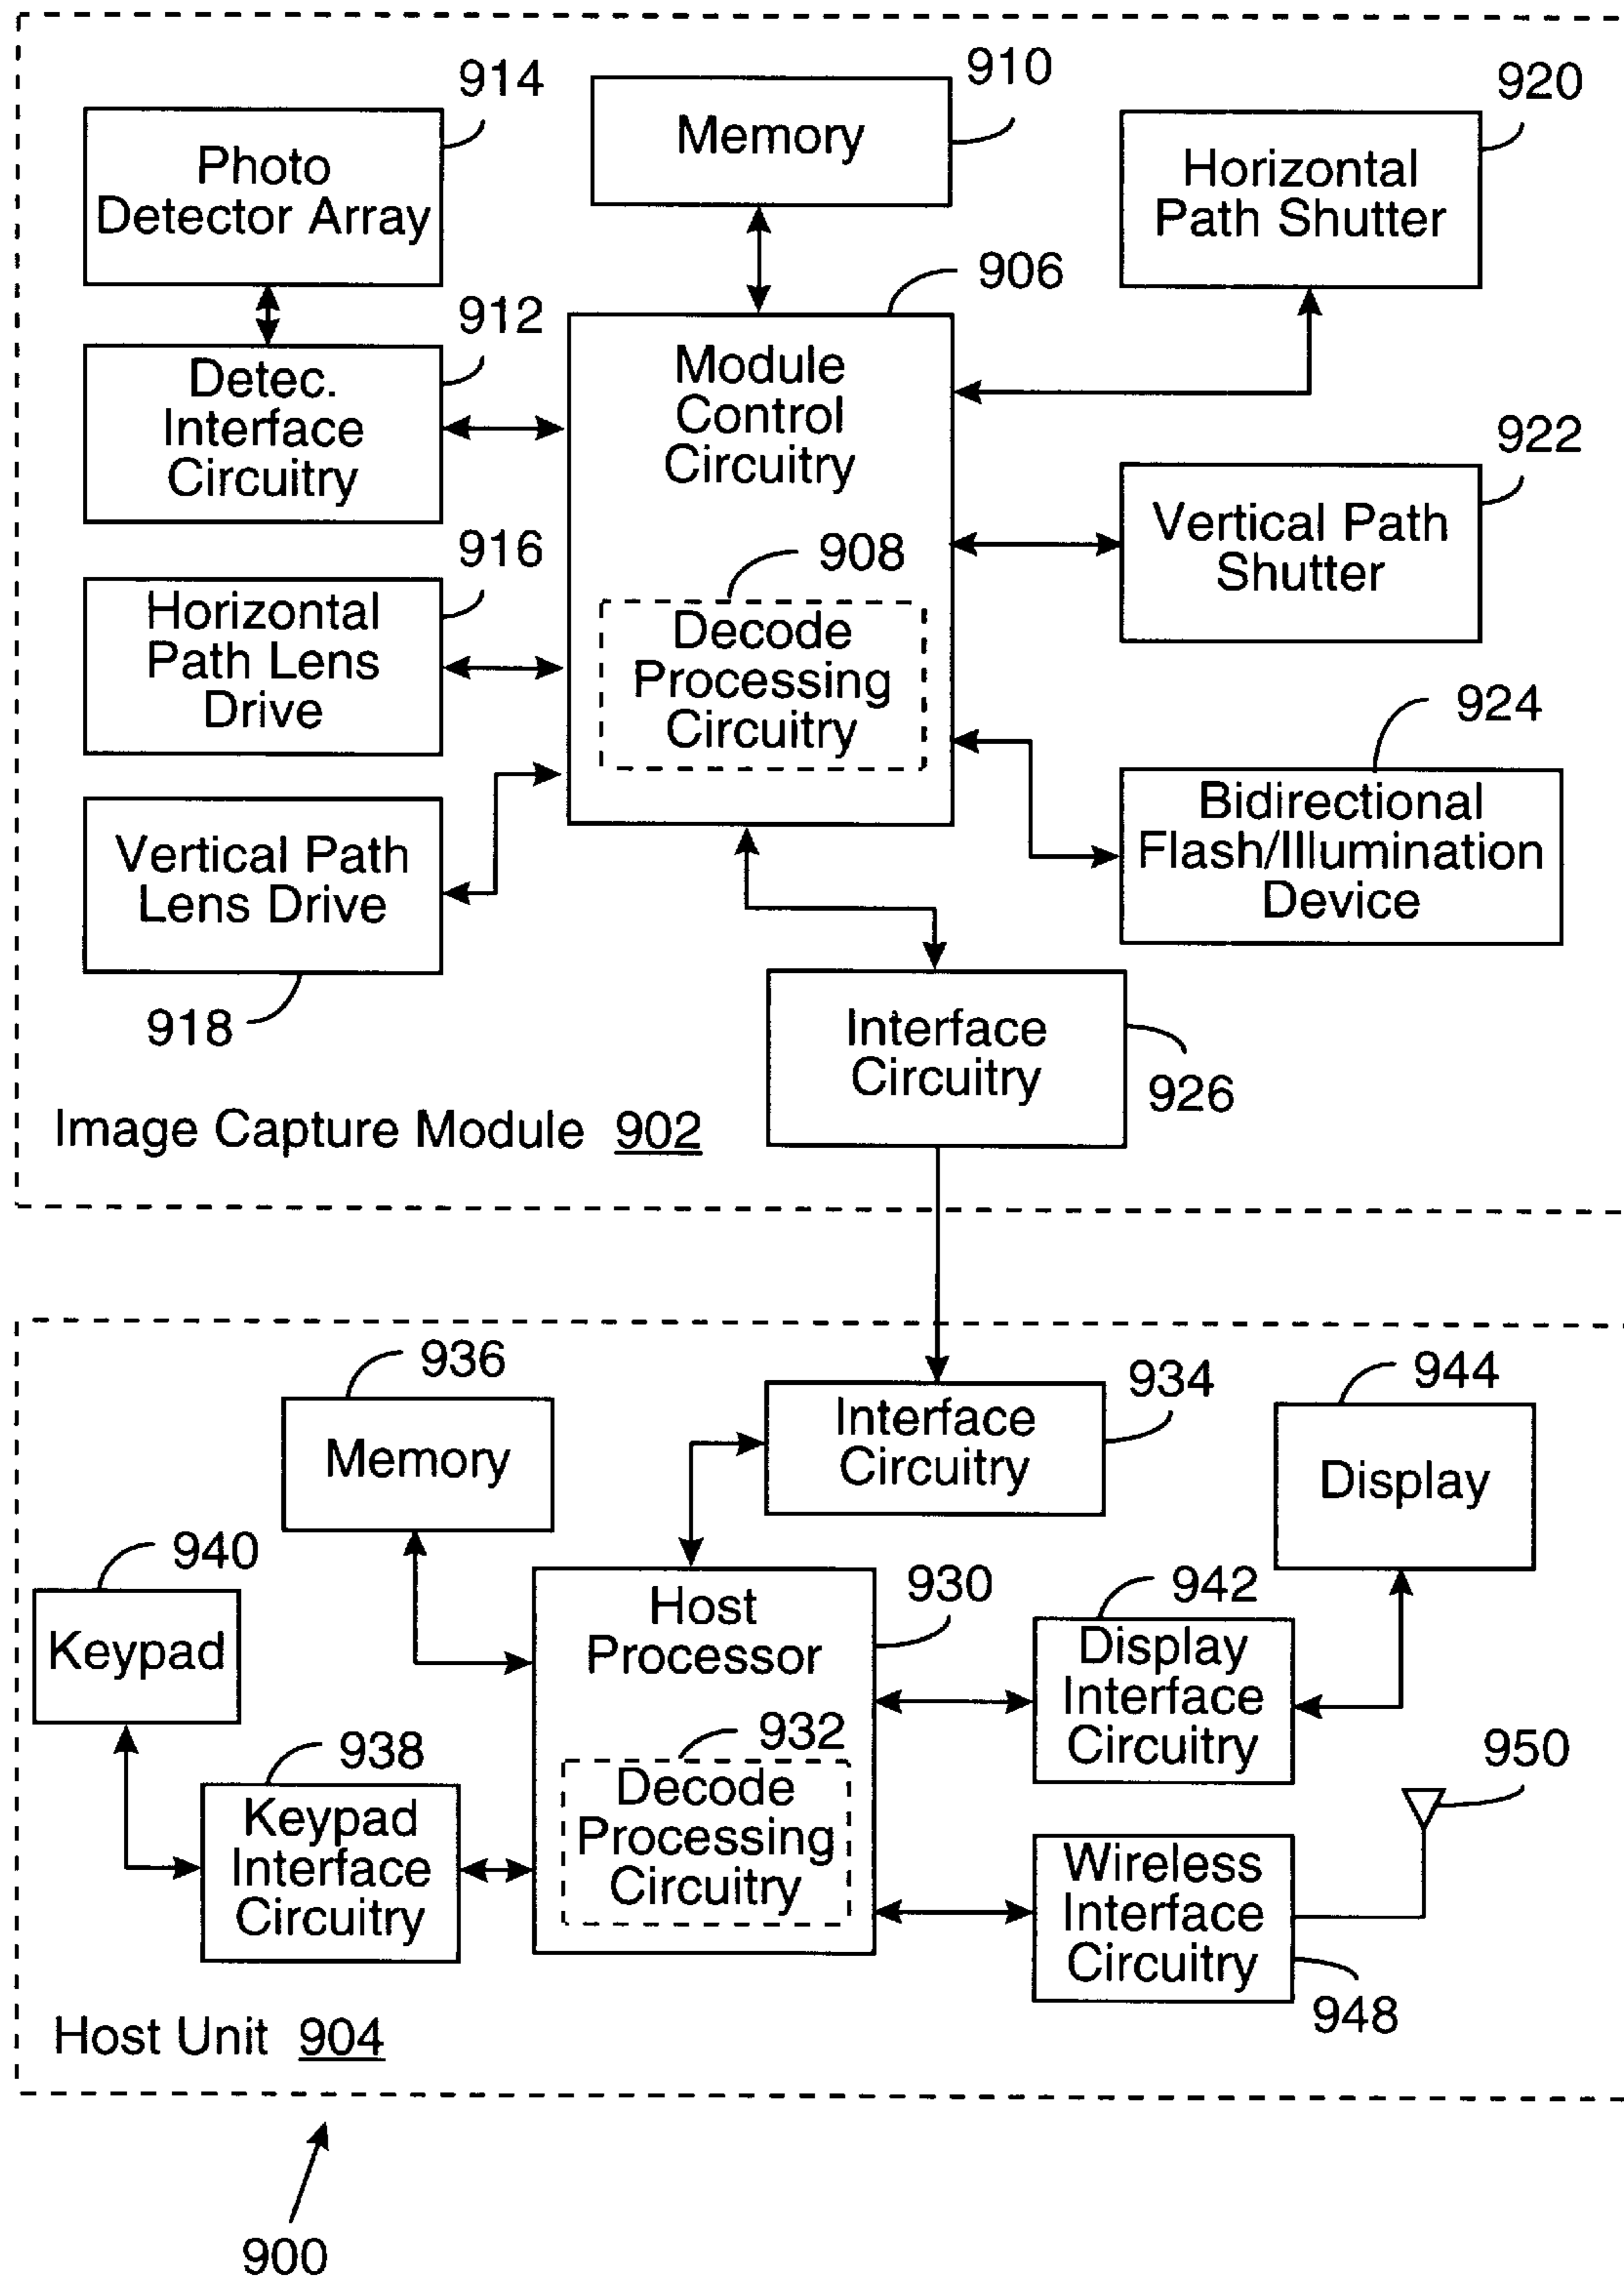 914
Photo
Detector Array
910
Memory
920
Horizontal
Path Shutter
906
Module
Control
Circuitry
912
Detec.
Interface
Circuitry
922
Vertical Path
Shutter
916
Horizontal
Path Lens
Drive
908
Decode
Processing
Circuitry
924
Bidirectional
Flash/Illumination
Device
Vertical Path
Lens Drive
918
Interface
Circuitry
926
Image Capture Module 902
936
Memory
934
Interface
Circuitry
944
Display
940
Keypad
930
Host
Processor
942
Display
Interface
Circuitry
938
Keypad
Interface
Circuitry
932
Decode
Processing
Circuitry
950
Wireless
Interface
Circuitry
948
Host Unit 904
900